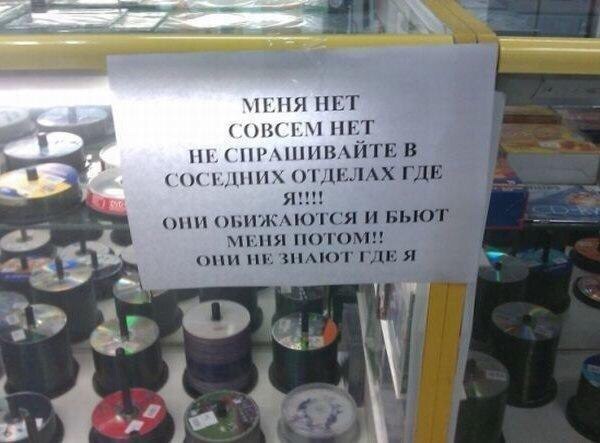 МЕНЯ НЕТ
СОВСЕМ НЕТ
НЕ СПРАШИВАЙТЕ В
СОСЕДНИХ ОТДЕЛАХ ГДЕ
Я!!!!
ОНИ ОБИЖАЮТСЯ И БЬЮТ
МЕНЯ ПОТОМ!!
ОНИ НЕ ЗНАЮТ ГДЕ Я